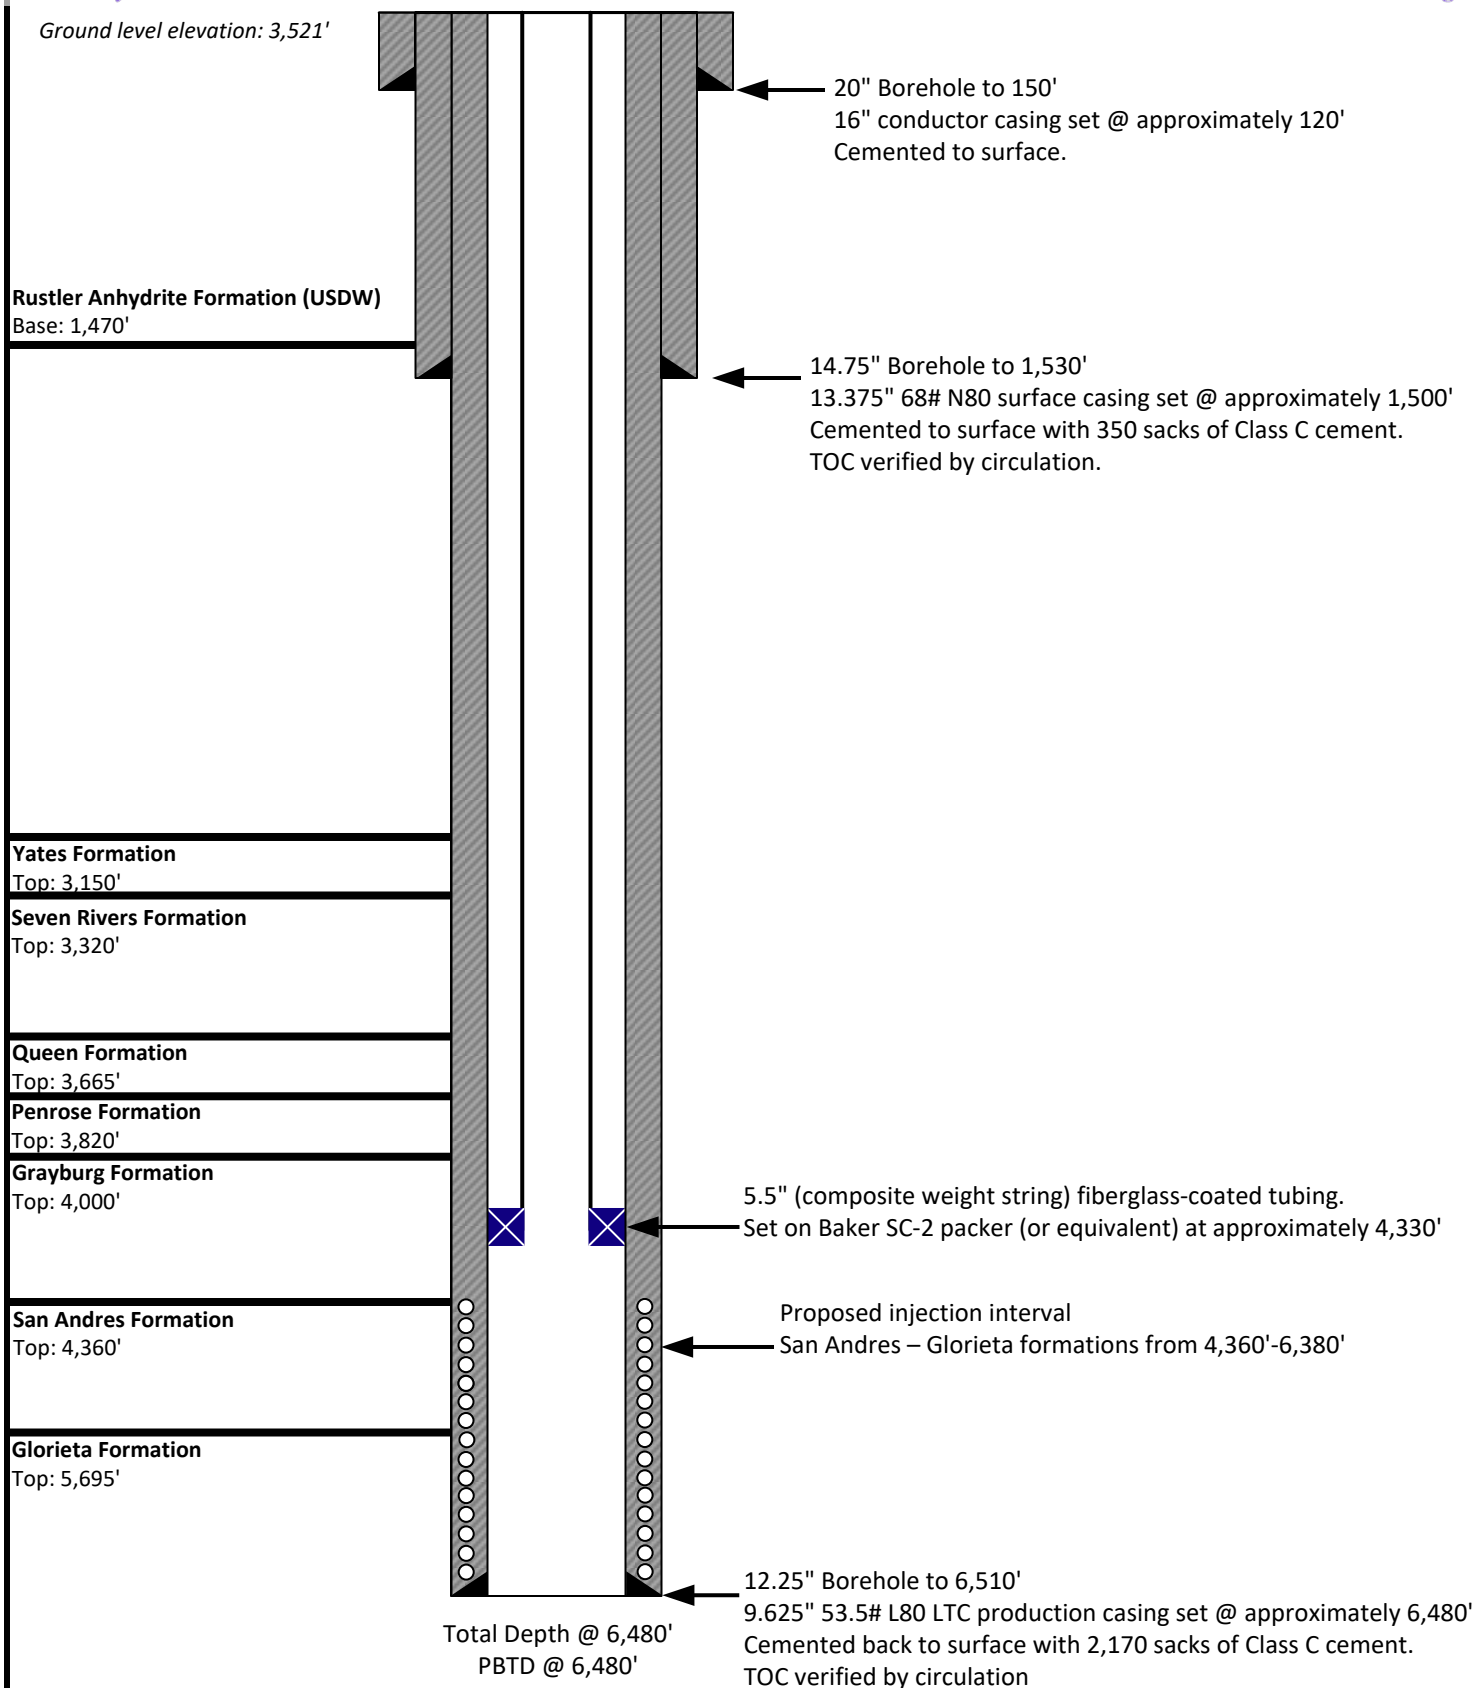 Ground level elevation: 3,521'
20" Borehole to 150'
16" conductor casing set @ approximately 120'
Cemented to surface.
Rustler Anhydrite Formation (USDW)
Base: 1,470'
14.75" Borehole to 1,530'
13.375" 68# N80 surface casing set @ approximately 1,500'
Cemented to surface with 350 sacks of Class C cement.
TOC verified by circulation.
Yates Formation
Top: 3,150'
Seven Rivers Formation
Top: 3,320'
Queen Formation
Top: 3,665'
Penrose Formation
Top: 3,820'
Grayburg Formation
Top: 4,000'
5.5" (composite weight string) fiberglass-coated tubing.
Set on Baker SC-2 packer (or equivalent) at approximately 4,330'
San Andres Formation
Top: 4,360'
Proposed injection interval
San Andres – Glorieta formations from 4,360'-6,380'
Glorieta Formation
Top: 5,695'
12.25" Borehole to 6,510'
9.625" 53.5# L80 LTC production casing set @ approximately 6,480'
Cemented back to surface with 2,170 sacks of Class C cement.
TOC verified by circulation
Total Depth @ 6,480'
PBTD @ 6,480'